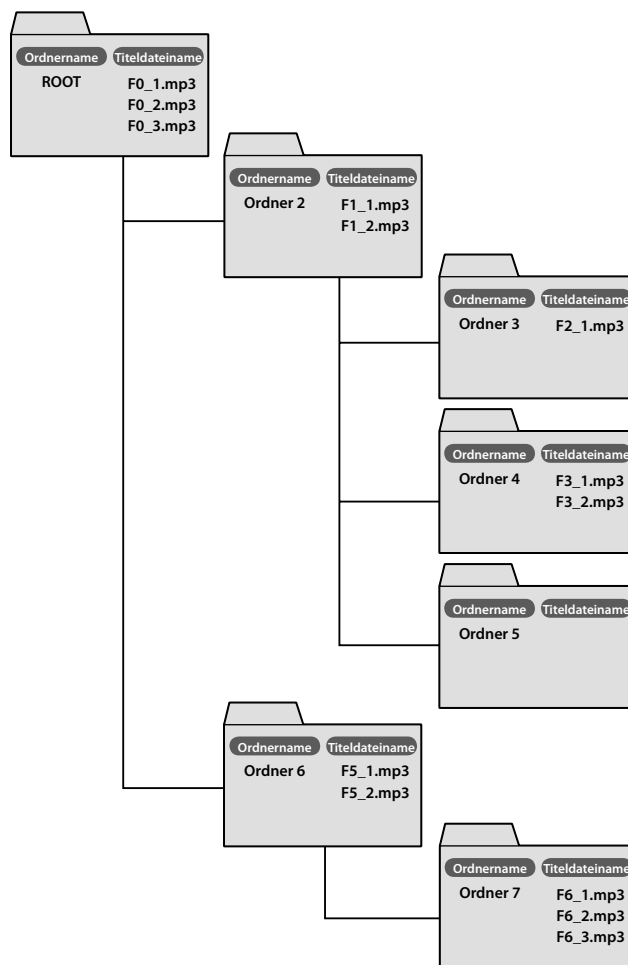 Ordnername Titeldateiname
ROOT F0_1.mp3
F0_2.mp3
F0_3.mp3
Ordnername Titeldateiname
Ordner 2 F1_1.mp3
F1_2.mp3
Ordnername Titeldateiname
Ordner 3 F2_1.mp3
Ordnername Titeldateiname
Ordner 4 F3_1.mp3
F3_2.mp3
Ordnername Titeldateiname
Ordner 5
Ordnername Titeldateiname
Ordner 6 F5_1.mp3
F5_2.mp3
Ordnername Titeldateiname
Ordner 7 F6_1.mp3
F6_2.mp3
F6_3.mp3